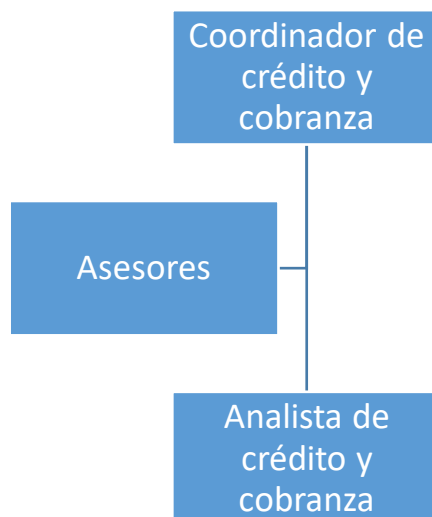 Coordinador de
crédito y
cobranza
Asesores
Analista de
crédito y
cobranza